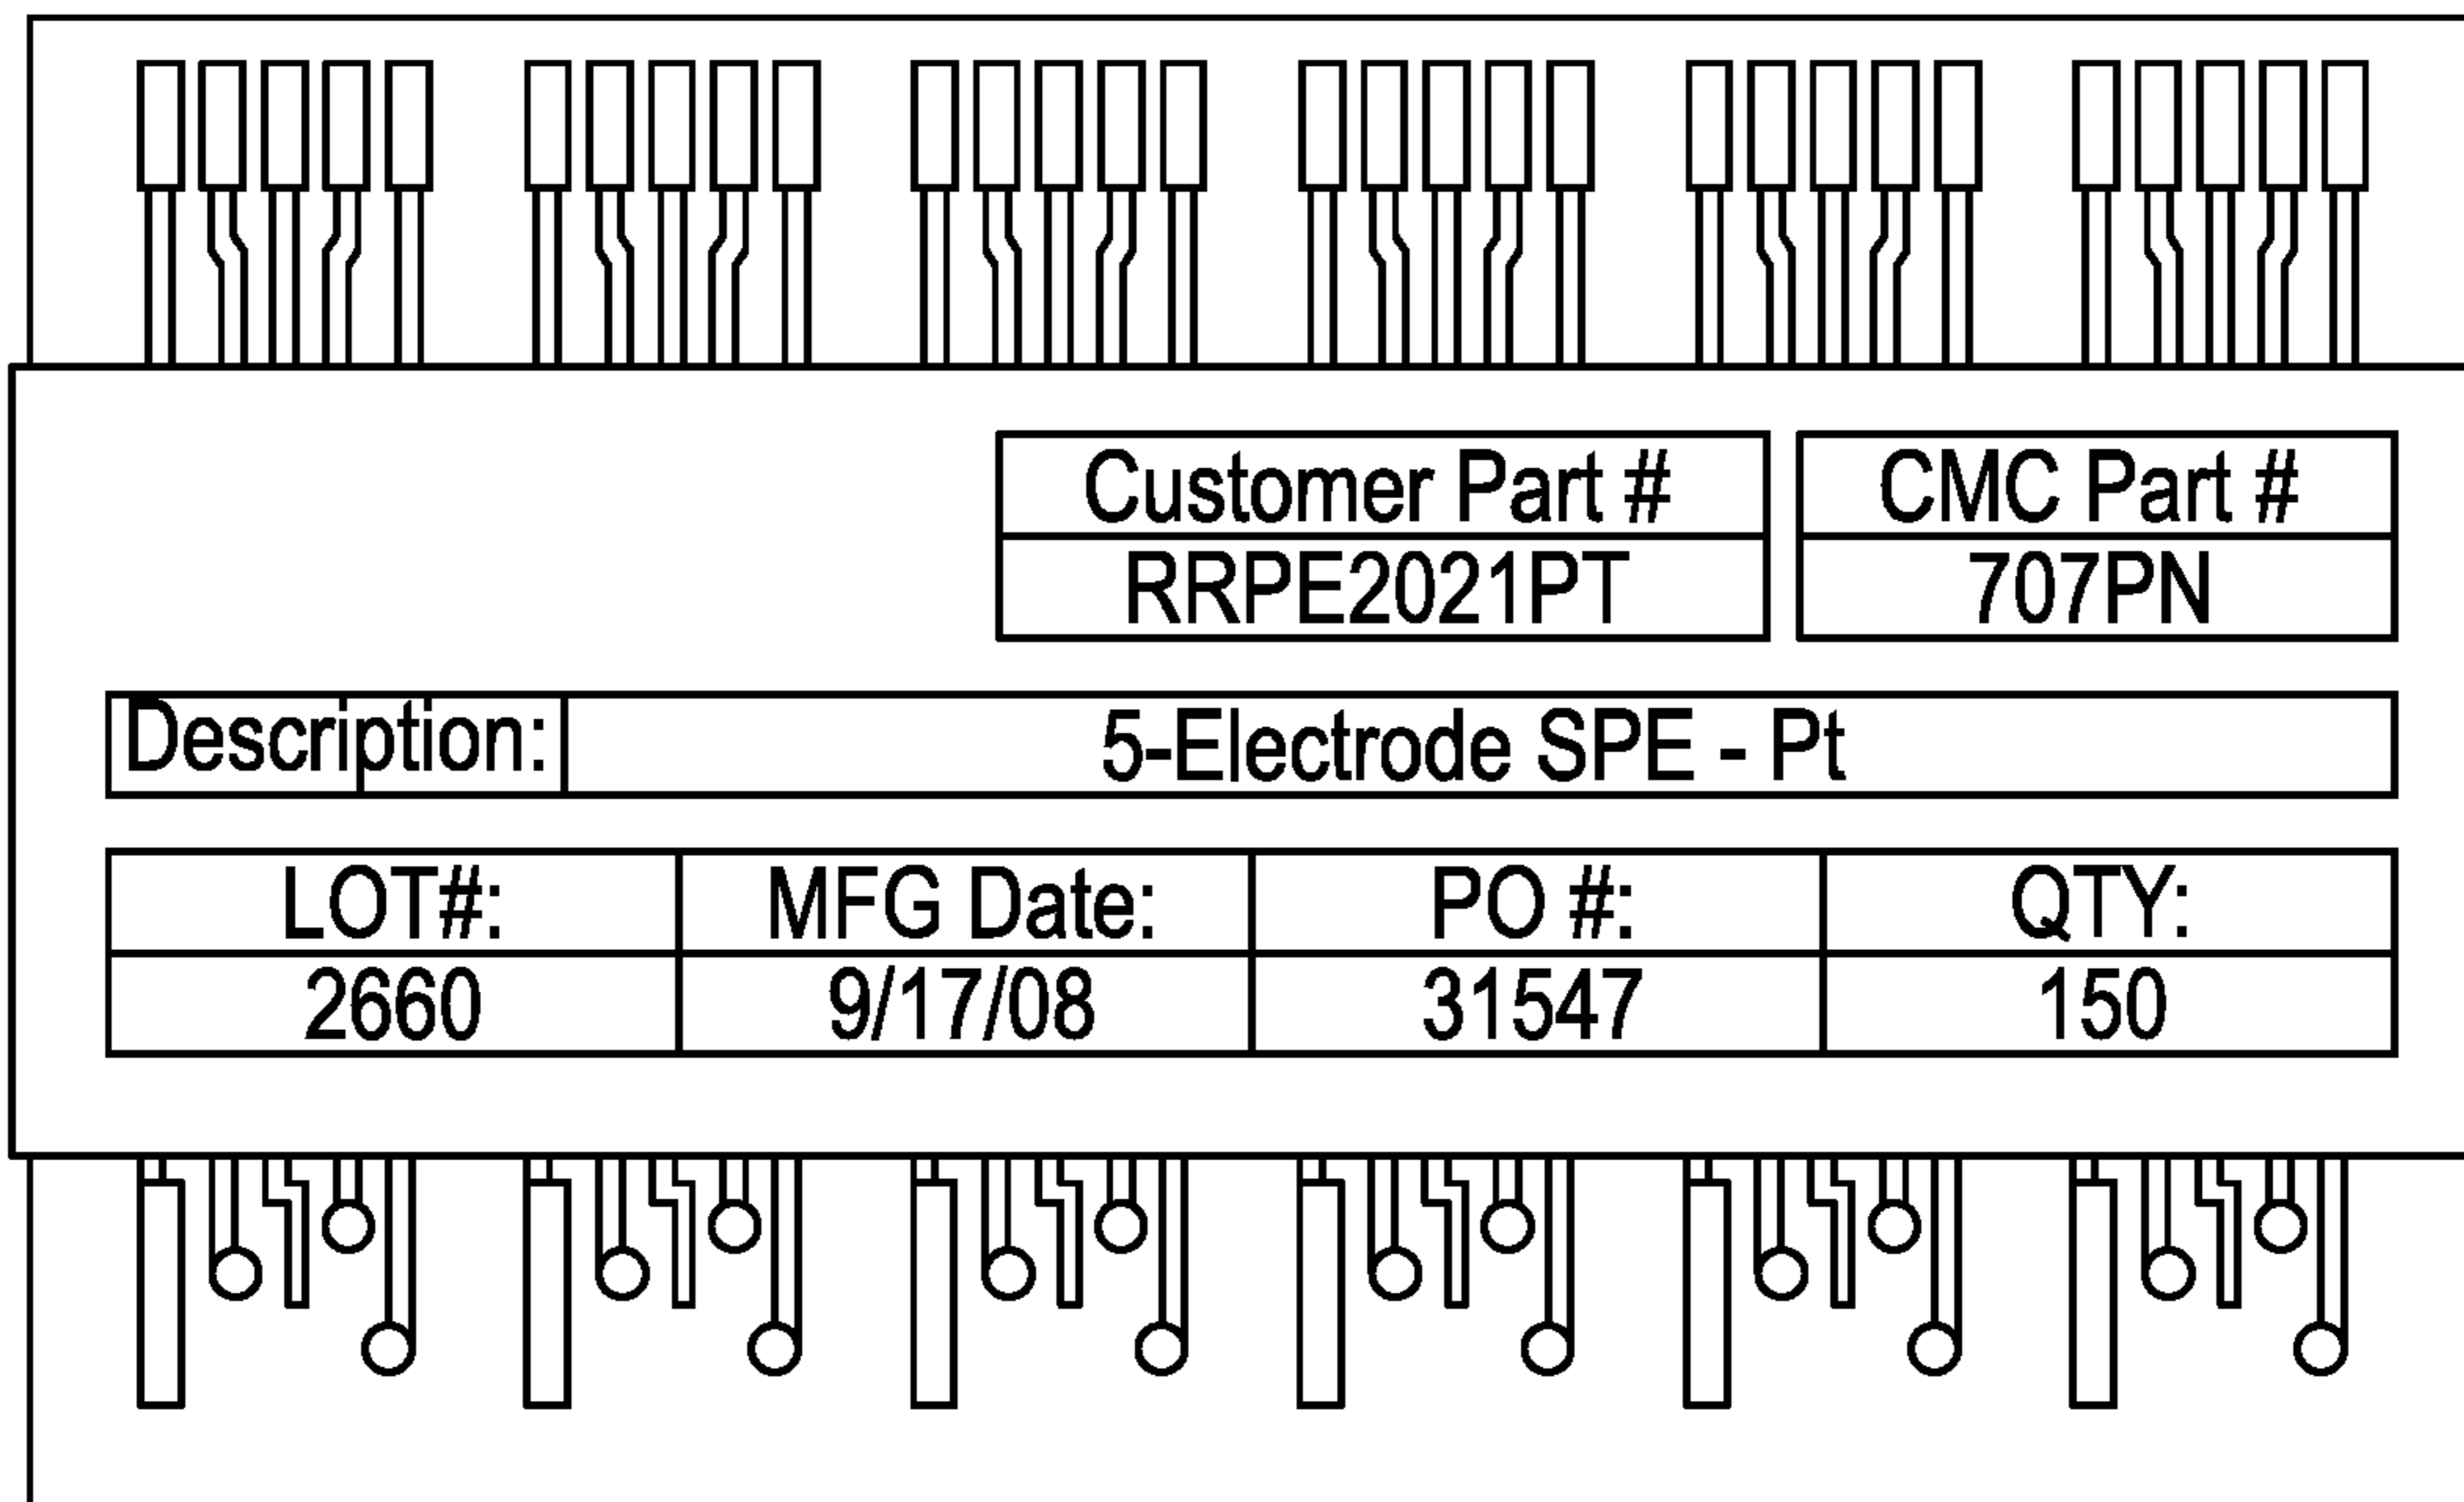 Customer Part # CMC Part #
RRPE2021PT 707PN
Description: 5-Electrode SPE - Pt
LOT#: MFG Date: PO #: QTY:
2660 9/17/08 31547 150